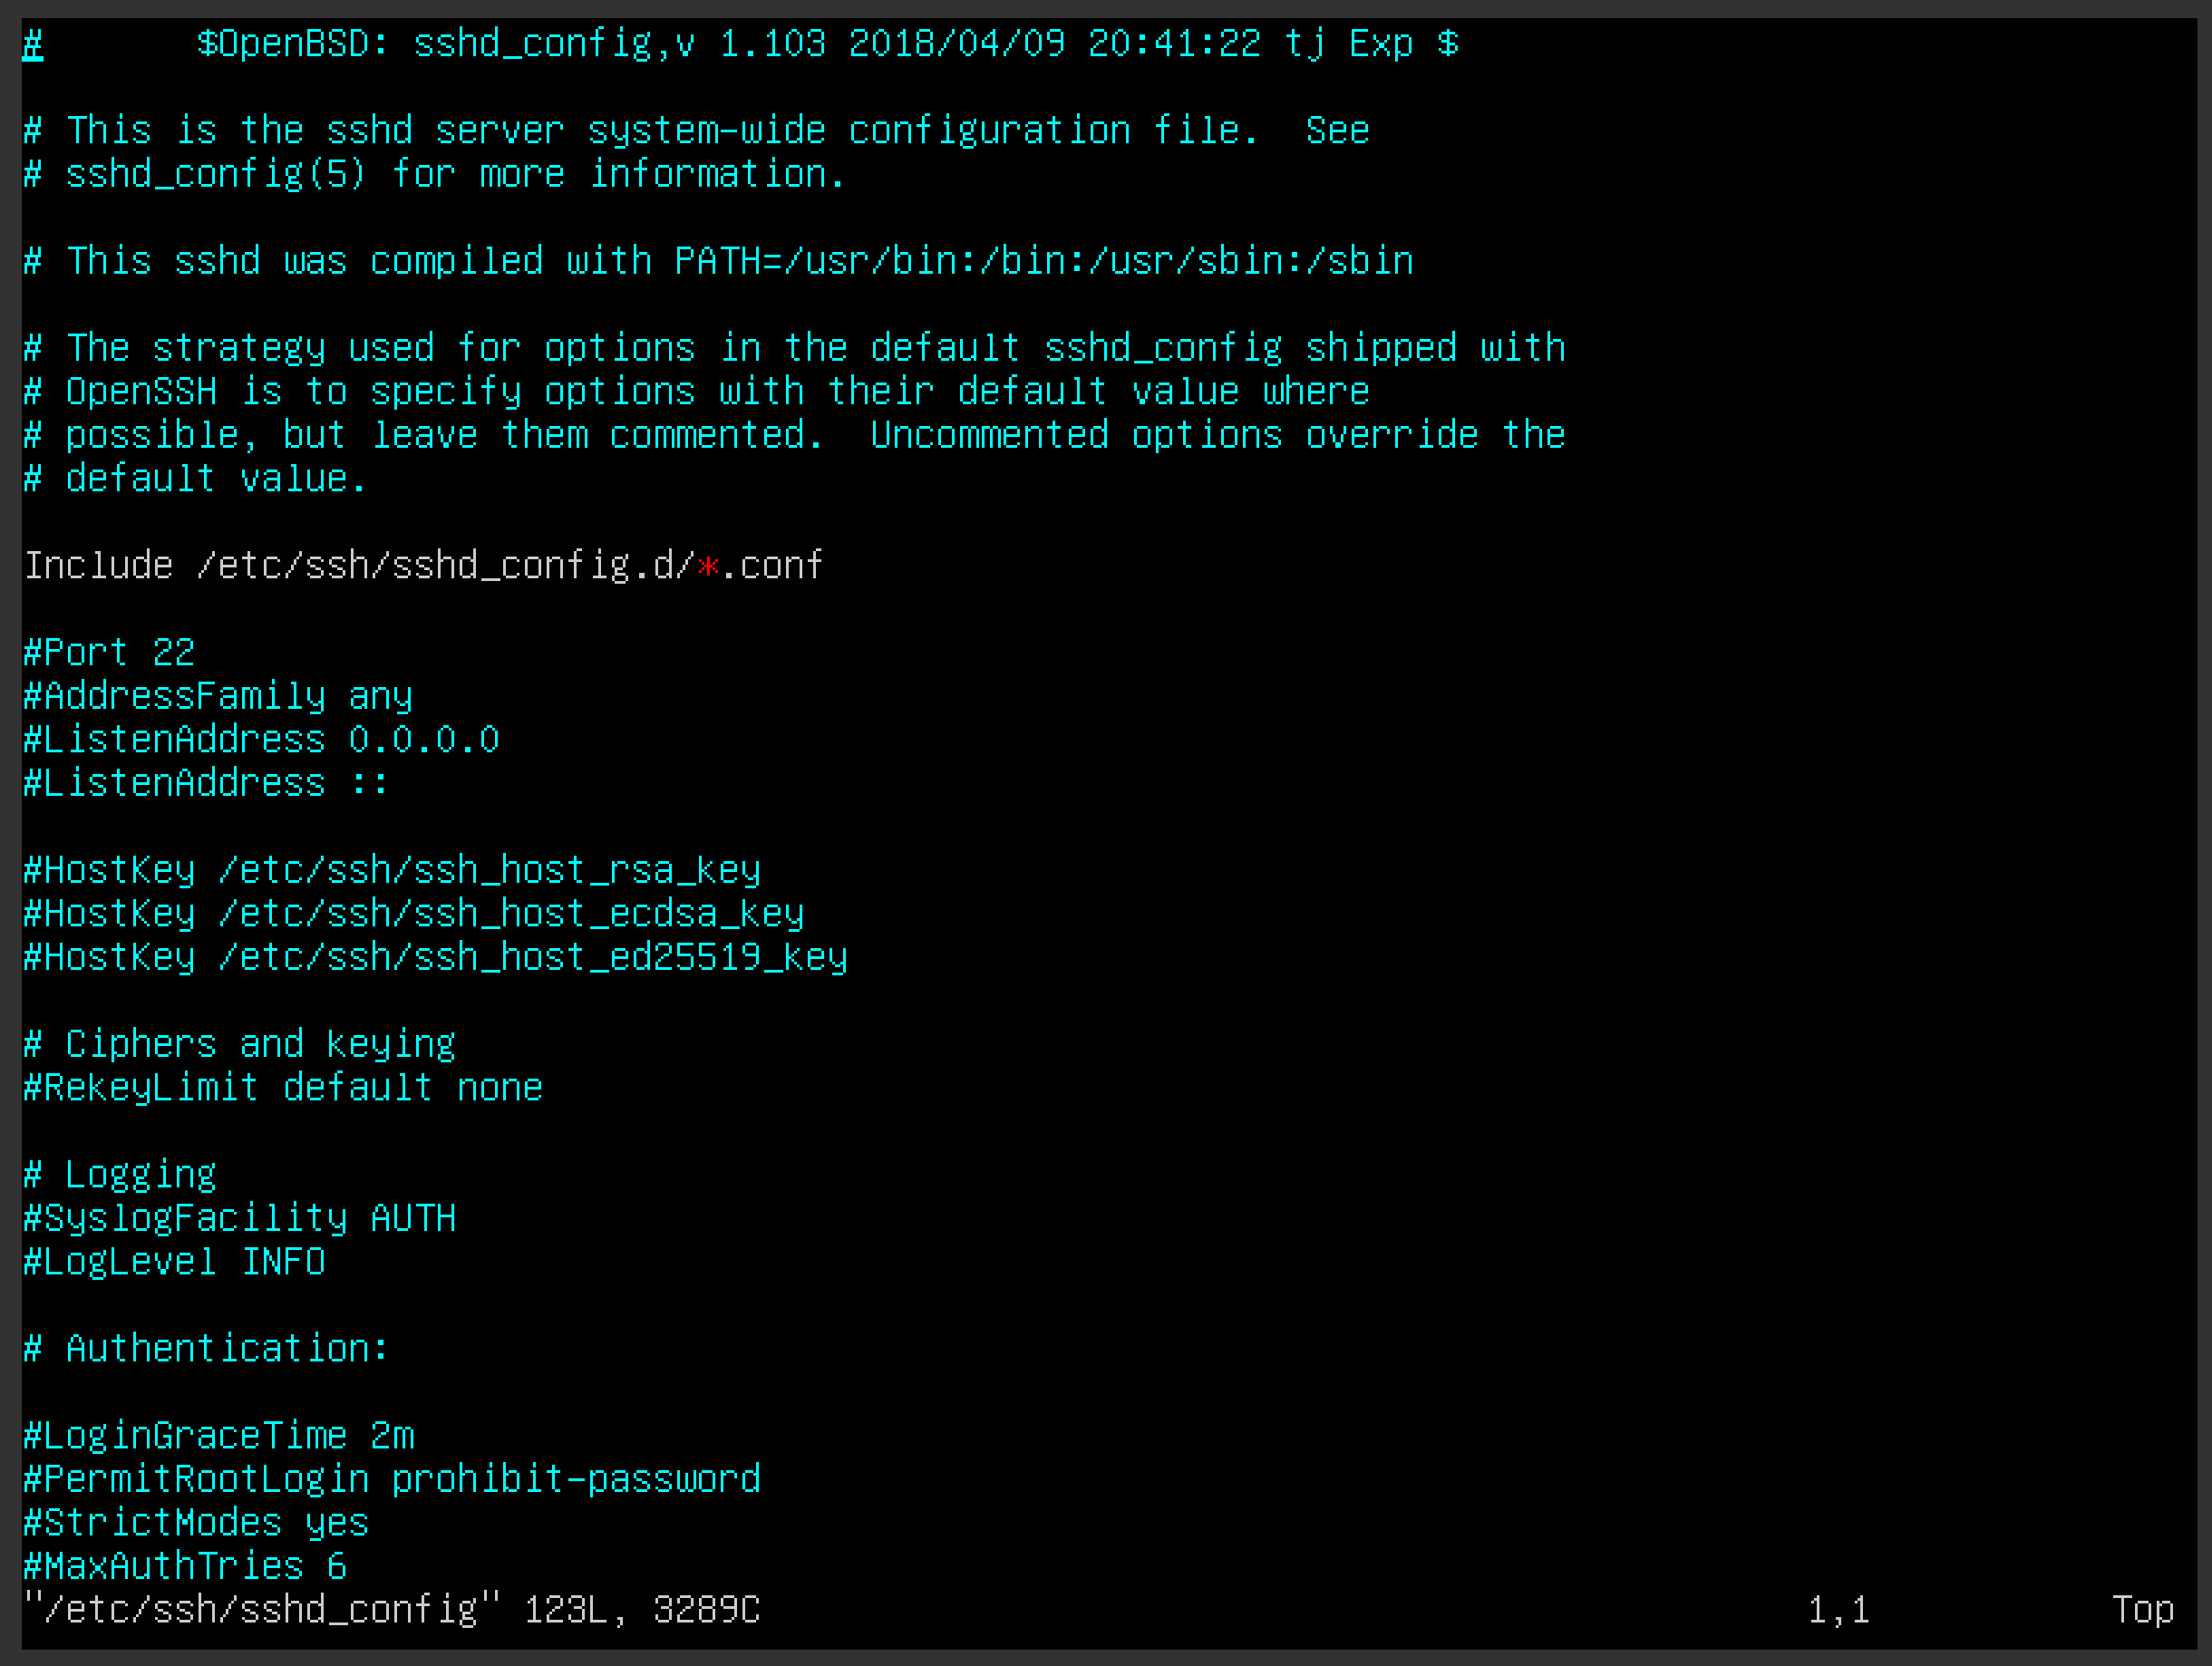 #       $OpenBSD: sshd_config,v 1.103 2018/04/09 20:41:22 tj Exp $

# This is the sshd server system-wide configuration file.  See
# sshd_config(5) for more information.

# This sshd was compiled with PATH=/usr/bin:/bin:/usr/sbin:/sbin

# The strategy used for options in the default sshd_config shipped with
# OpenSSH is to specify options with their default value where
# possible, but leave them commented.  Uncommented options override the
# default value.

Include /etc/ssh/sshd_config.d/*.conf

#Port 22
#AddressFamily any
#ListenAddress 0.0.0.0
#ListenAddress ::

#HostKey /etc/ssh/ssh_host_rsa_key
#HostKey /etc/ssh/ssh_host_ecdsa_key
#HostKey /etc/ssh/ssh_host_ed25519_key

# Ciphers and keying
#RekeyLimit default none

# Logging
#SyslogFacility AUTH
#LogLevel INFO

# Authentication:

#LoginGraceTime 2m
#PermitRootLogin prohibit-password
#StrictModes yes
#MaxAuthTries 6
"/etc/ssh/sshd_config" 123L, 3289C                                                1,1           Top